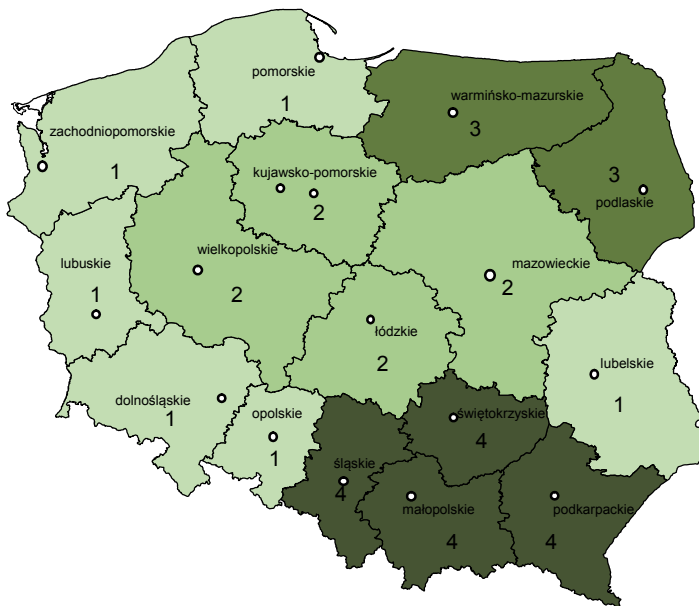 pomorskie
1
warmińsko-mazurskie
3
zachodniopomorskie
1
kujawsko-pomorskie
2
3
podlaskie
wielkopolskie
2
mazowieckie
2
lubuskie
1
łódzkie
2
lubelskie
1
dolnośląskie
1
opolskie
1
świętokrzyskie
4
śląskie
4
małopolskie
4
podkarpackie
4